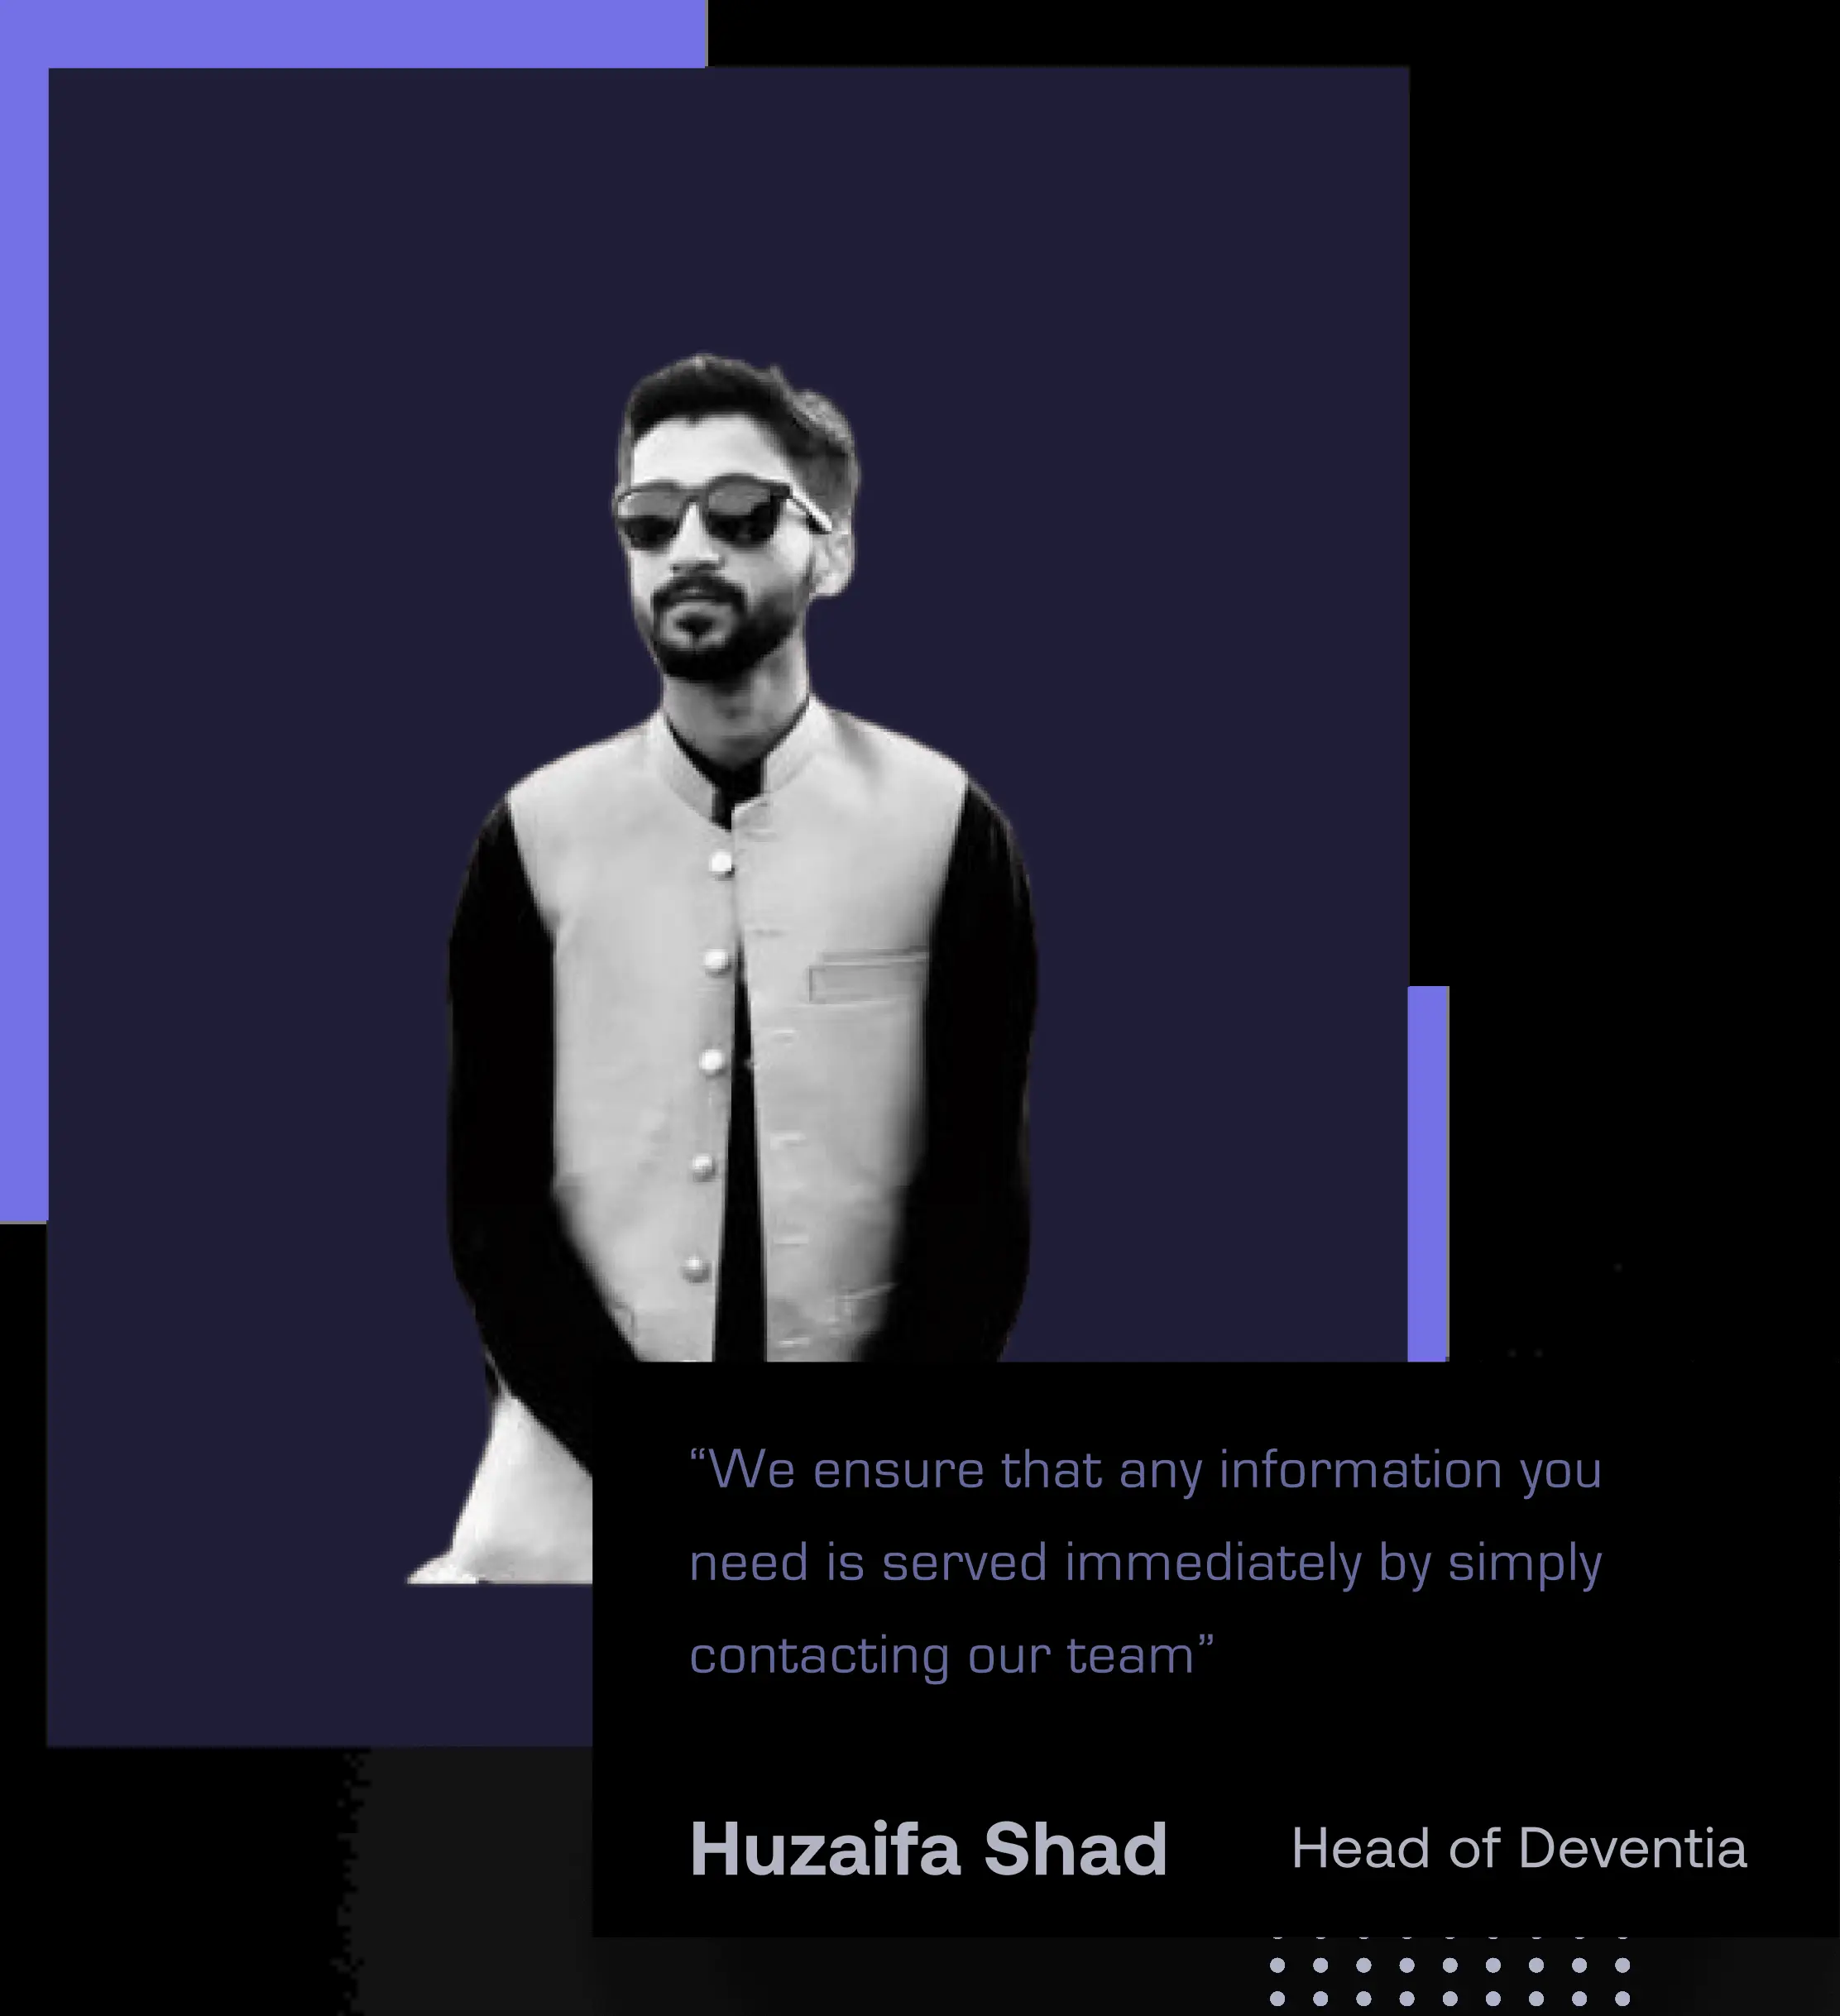 “We ensure that any information you
need is served immediately by simply
contacting our team”
Huzaifa Shad
Head of Deventia